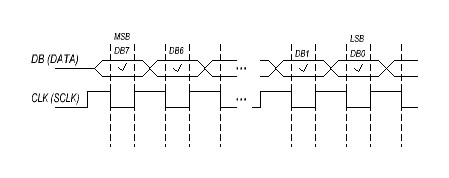 MSB
LSB
DB7
DB6
DB1
DB0
DB (DATA)
...
CLK (SCLK)
...